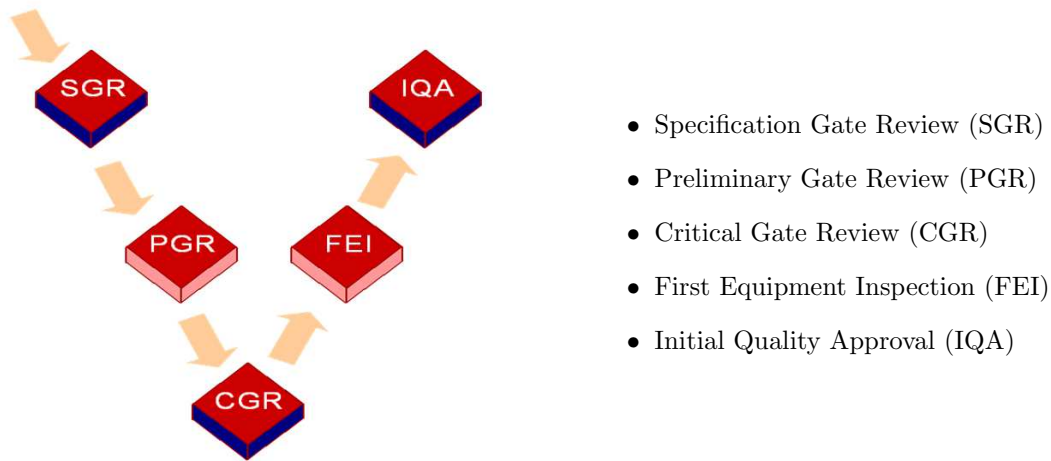 SGR
IQA
PGR
FEI
CGR
• Specification Gate Review (SGR)
• Preliminary Gate Review (PGR)
• Critical Gate Review (CGR)
• First Equipment Inspection (FEI)
• Initial Quality Approval (IQA)